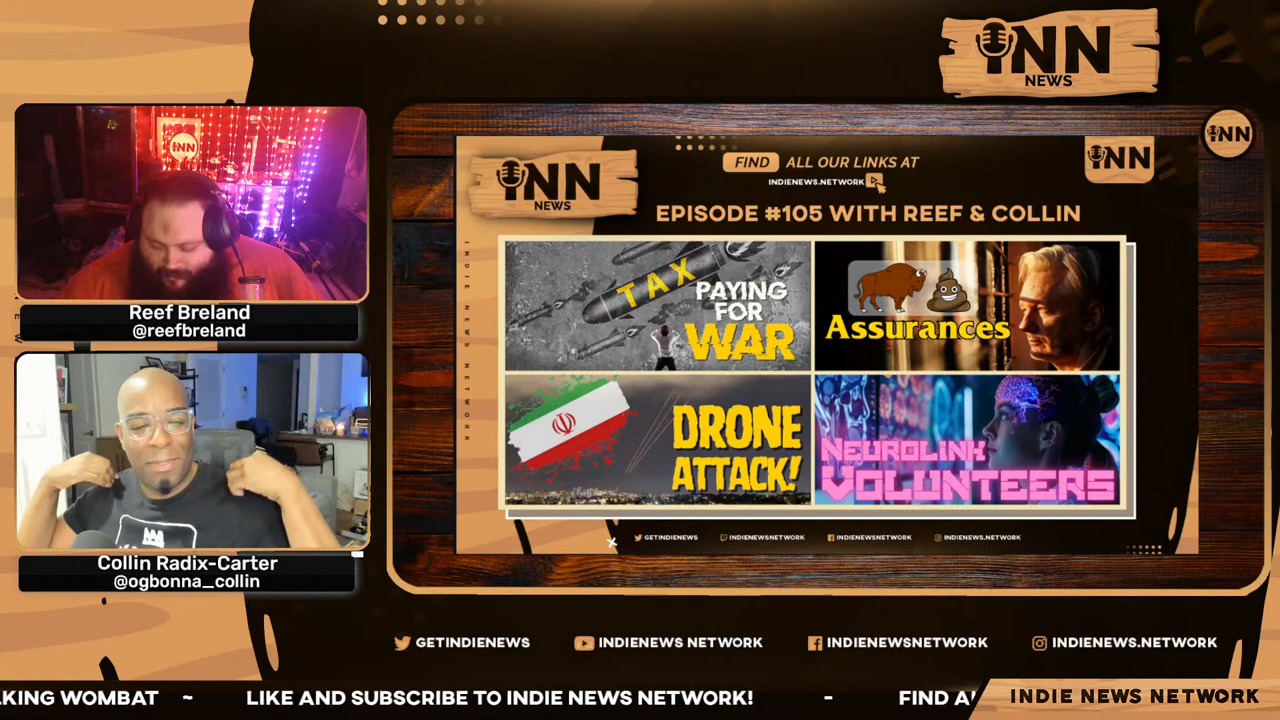 iNN
NEWS
iNN
iNN
Reef Breland
@reefbreland
Collin Radix-Carter
@ogbonna_collin
iNN
NEWS
FIND ALL OUR LINKS AT
INDIENEWS.NETWORK
iNN
EPISODE #105 WITH REEF & COLLIN
INDIE NEWS NETWORK
TAX
PAYING
FOR
WAR
Assurances
DRONE
ATTACK!
NEUROLINK
VOLUNTEERS
GETINDIENEWS INDIENEWSNETWORK INDIENEWSNETWORK INDIENEWS.NETWORK
GETINDIENEWS INDIENEWS NETWORK INDIENEWSNETWORK INDIENEWS.NETWORK
LKING WOMBAT ~ LIKE AND SUBSCRIBE TO INDIE NEWS NETWORK! - FIND A
INDIE NEWS NETWORK